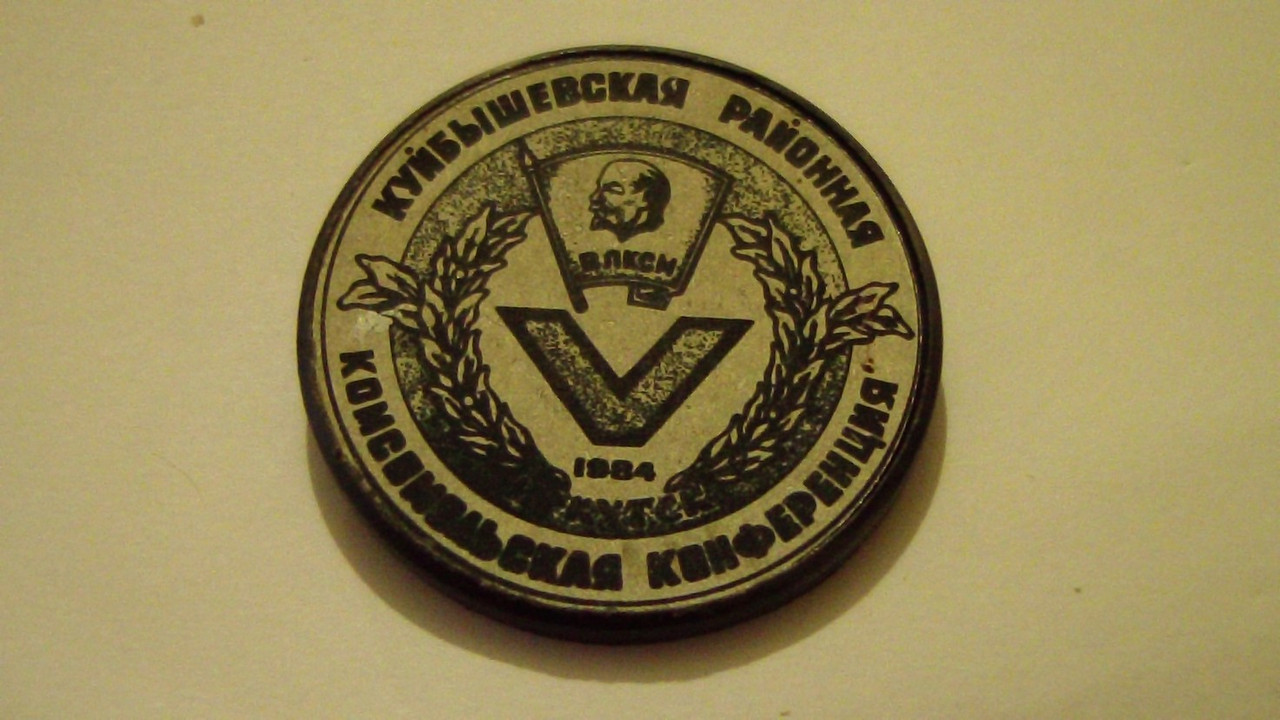 КУЙБЫШЕВСКАЯ РАЙОННАЯ
ВЛКСМ
V
1984
КОМСОМОЛЬСКАЯ КОНФЕРЕНЦИЯ